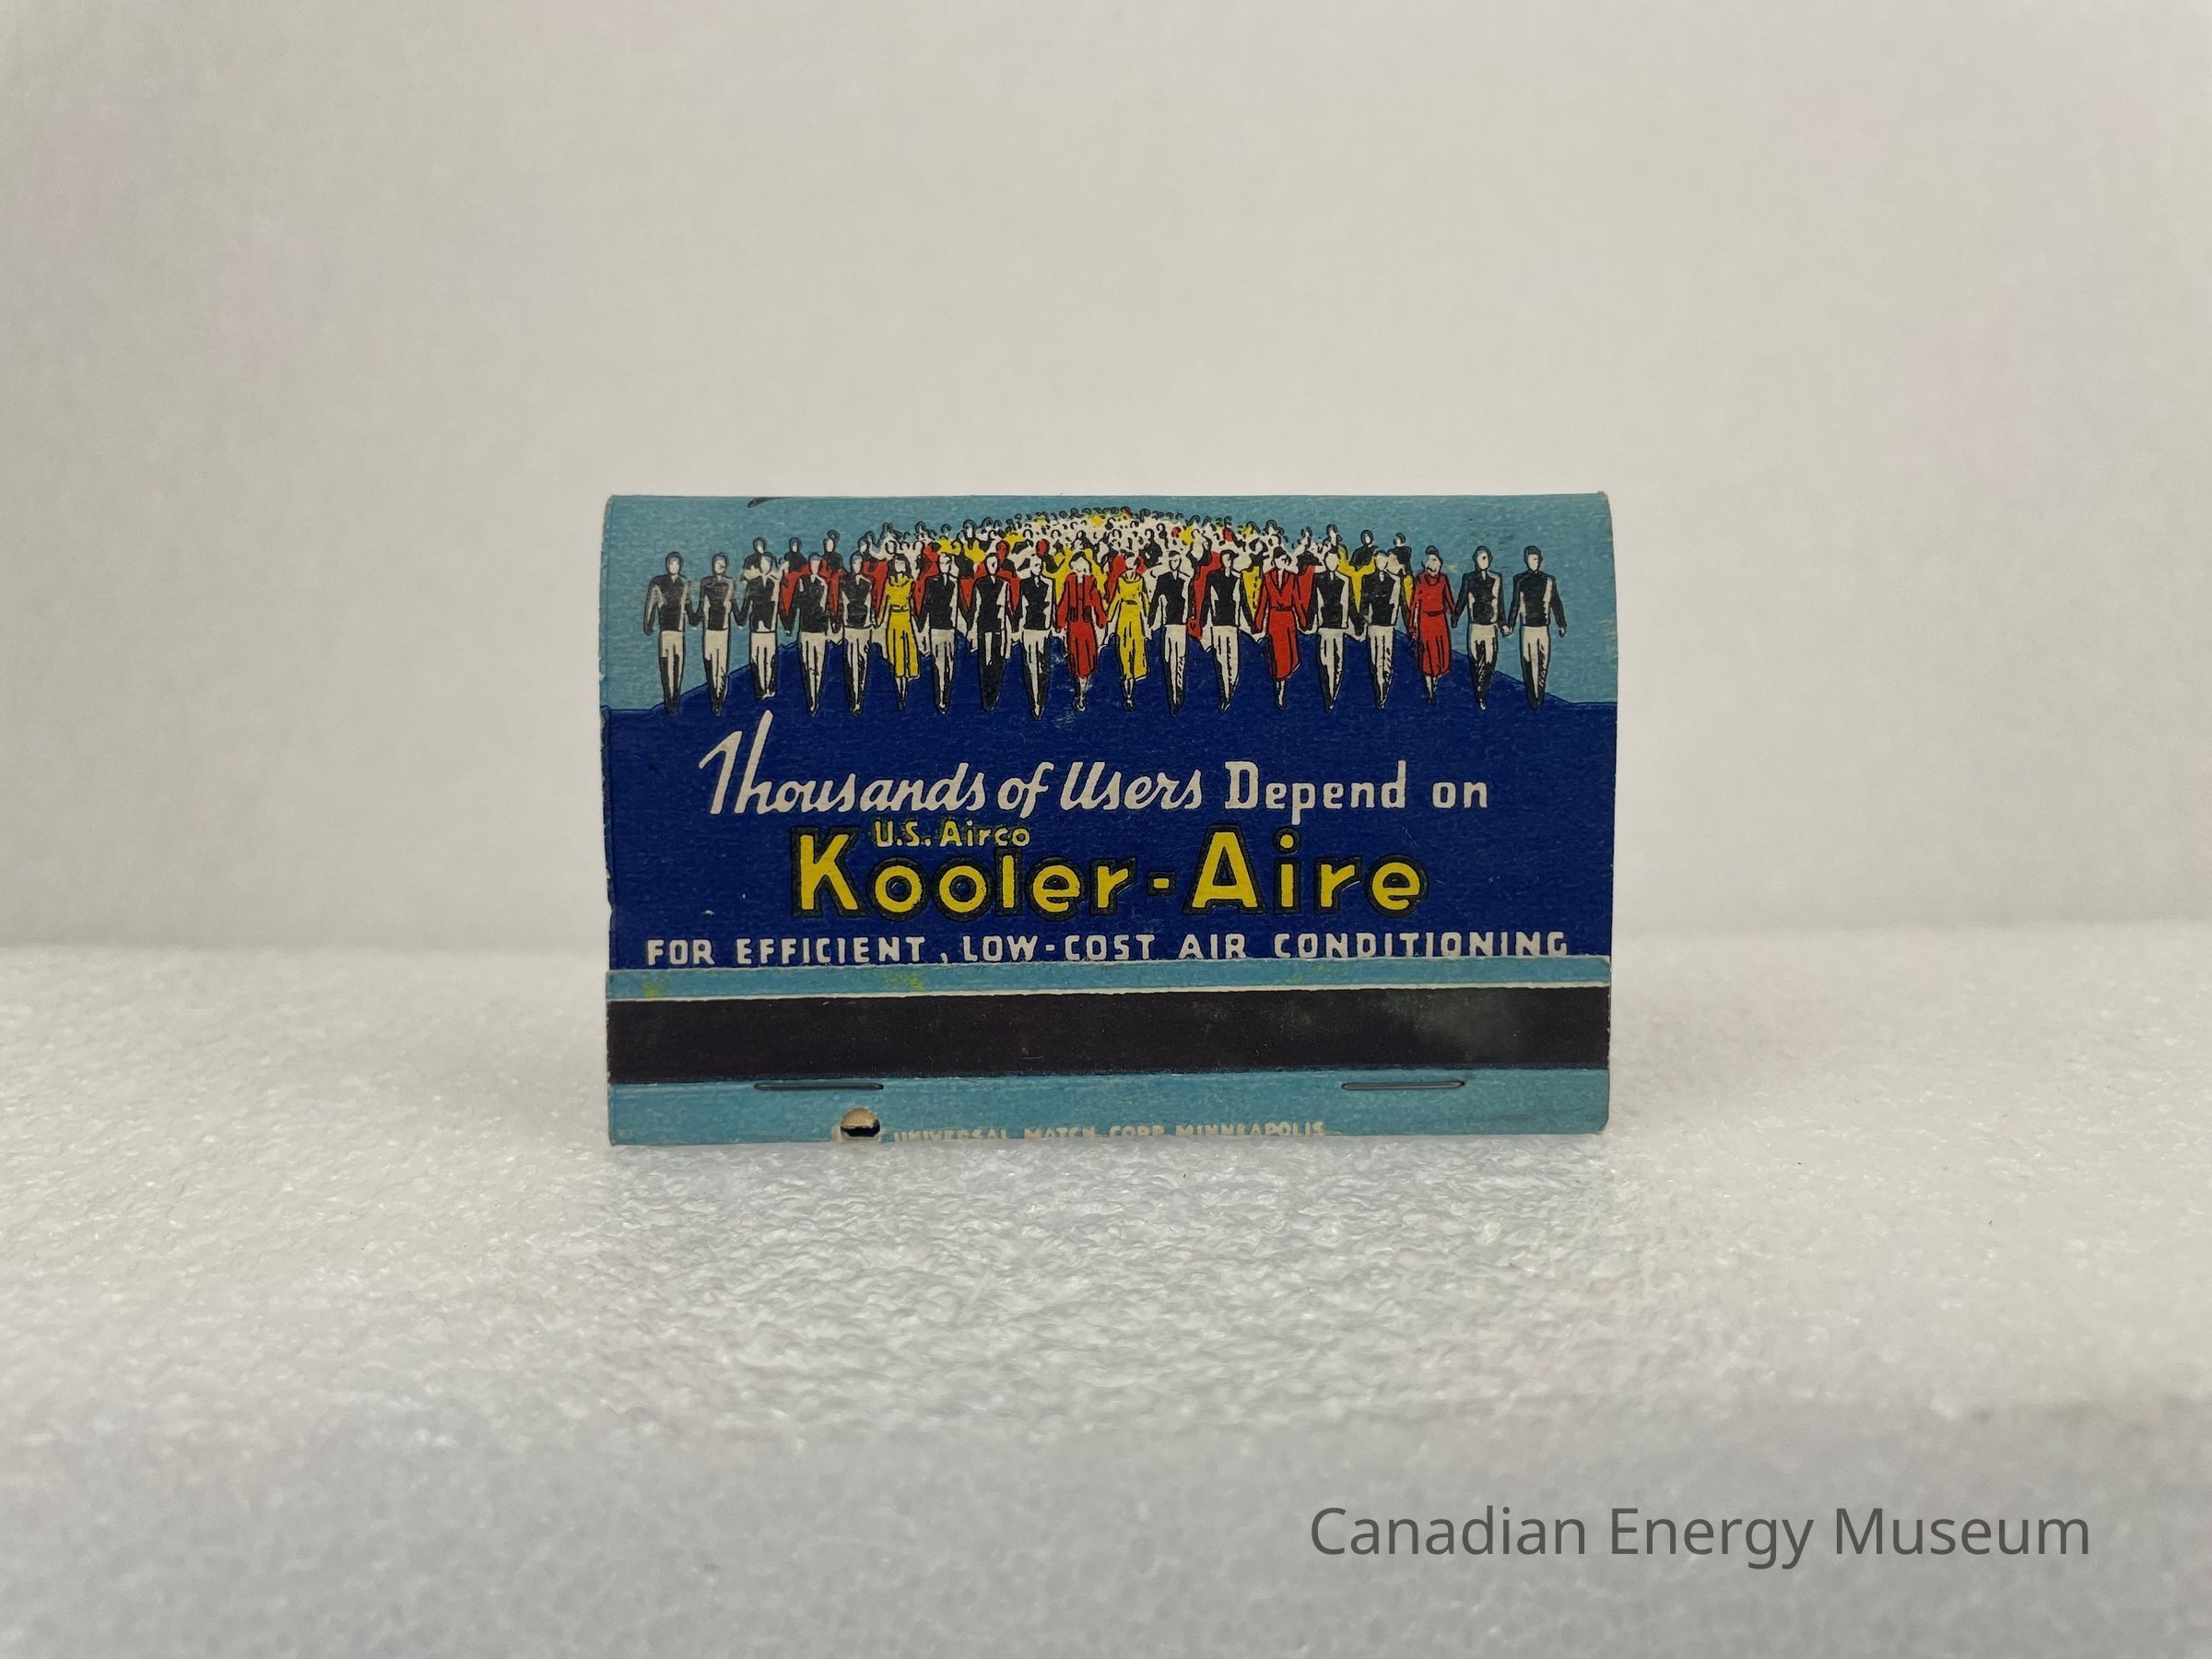 Thousands of Users Depend on
U.S. Airco
Kooler-Aire
FOR EFFICIENT, LOW-COST AIR CONDITIONING
UNIVERSAL MATCH CORP MINNEAPOLIS
Canadian Energy Museum